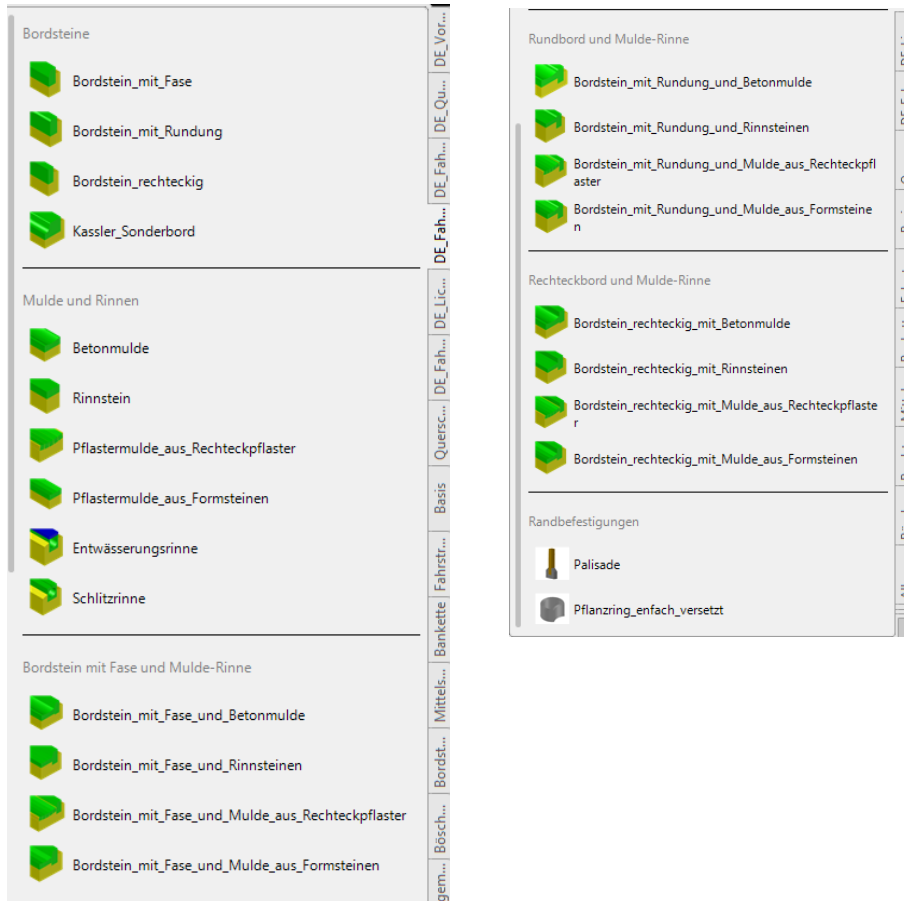 Bordsteine
Bordstein_mit_Fase
Bordstein_mit_Rundung
Bordstein_rechteckig
Kassler_Sonderbord
Mulde und Rinnen
Betonmulde
Rinnstein
Pflastermulde_aus_Rechteckpflaster
Pflastermulde_aus_Formsteinen
Entwässerungsrinne
Schlitzrinne
Bordstein mit Fase und Mulde-Rinne
Bordstein_mit_Fase_und_Betonmulde
Bordstein_mit_Fase_und_Rinnsteinen
Bordstein_mit_Fase_und_Mulde_aus_Rechteckpflaster
Bordstein_mit_Fase_und_Mulde_aus_Formsteinen
DE_Vor...
DE_Qu...
DE_Fah...
DE_Fah...
DE_Lic...
DE_Fah...
Quersc...
Basis
Fahrstr...
Bankette
Mittels...
Bordst...
Bösch...
gem...
Rundbord und Mulde-Rinne
Bordstein_mit_Rundung_und_Betonmulde
Bordstein_mit_Rundung_und_Rinnsteinen
Bordstein_mit_Rundung_und_Mulde_aus_Rechteckpfl
aster
Bordstein_mit_Rundung_und_Mulde_aus_Formsteine
n
Rechteckbord und Mulde-Rinne
Bordstein_rechteckig_mit_Betonmulde
Bordstein_rechteckig_mit_Rinnsteinen
Bordstein_rechteckig_mit_Mulde_aus_Rechteckpflaste
r
Bordstein_rechteckig_mit_Mulde_aus_Formsteinen
Randbefestigungen
Palisade
Pflanzring_enfach_versetzt